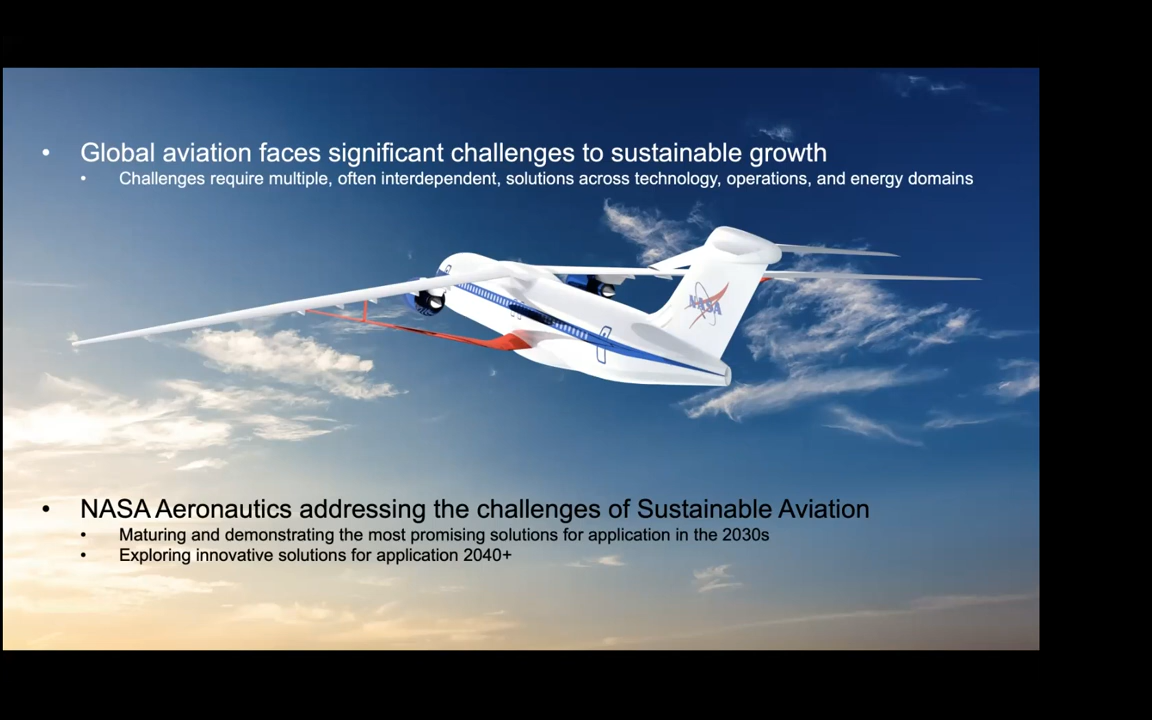 • Global aviation faces significant challenges to sustainable growth
• Challenges require multiple, often interdependent, solutions across technology, operations, and energy domains
NASA
• NASA Aeronautics addressing the challenges of Sustainable Aviation
• Maturing and demonstrating the most promising solutions for application in the 2030s
• Exploring innovative solutions for application 2040+